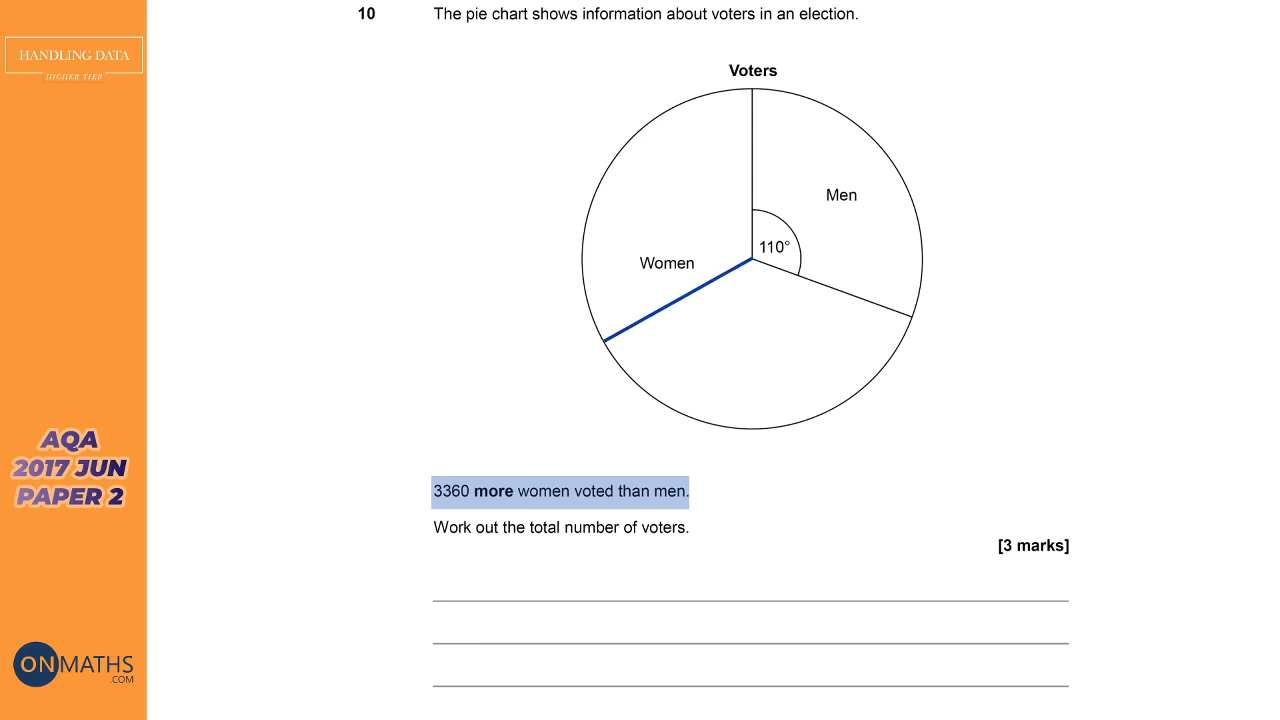 10 The pie chart shows information about voters in an election.
HANDLING DATA
HIGHER TIER
Voters
Men
110°
Women
AQA
2017 JUN
PAPER 2
3360 more women voted than men.
Work out the total number of voters.
[3 marks]
ONMATHS
.COM